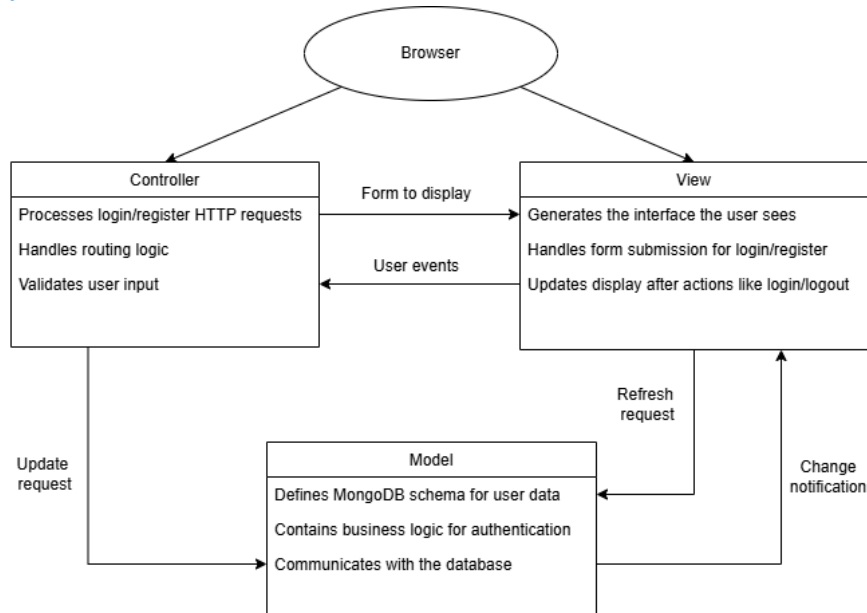 Browser
Controller
Processes login/register HTTP requests
Handles routing logic
Validates user input
Form to display
User events
View
Generates the interface the user sees
Handles form submission for login/register
Updates display after actions like login/logout
Update
request
Refresh
request
Change
notification
Model
Defines MongoDB schema for user data
Contains business logic for authentication
Communicates with the database